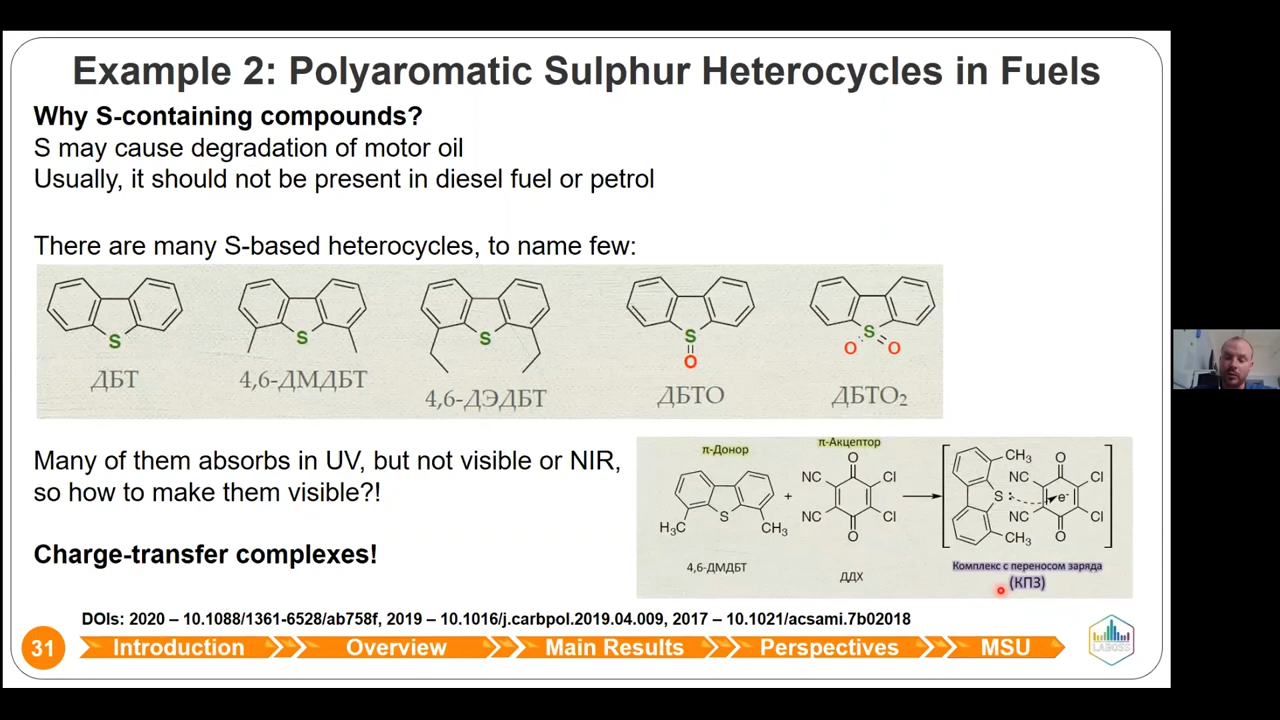 Example 2: Polyaromatic Sulphur Heterocycles in Fuels
Why S-containing compounds?
S may cause degradation of motor oil
Usually, it should not be present in diesel fuel or petrol
There are many S-based heterocycles, to name few:
S
S
S
S
O
S
O
O
ДБТ
4,6-ДМДБТ
4,6-ДЭДБТ
ДБТО
ДБТО₂
Many of them absorbs in UV, but not visible or NIR,
so how to make them visible?!
Charge-transfer complexes!
π-Донор
S
H₃C
CH₃
4,6-ДМДБТ
+
π-Акцептор
O
NC
Cl
NC
Cl
O
ДДХ
CH₃
S:
CH₃
O
NC
Cl
e⁻
NC
Cl
O
Комплекс с переносом заряда
(КПЗ)
DOIs: 2020 – 10.1088/1361-6528/ab758f, 2019 – 10.1016/j.carbpol.2019.04.009, 2017 – 10.1021/acsami.7b02018
31
Introduction
Overview
Main Results
Perspectives
MSU
LABOSS